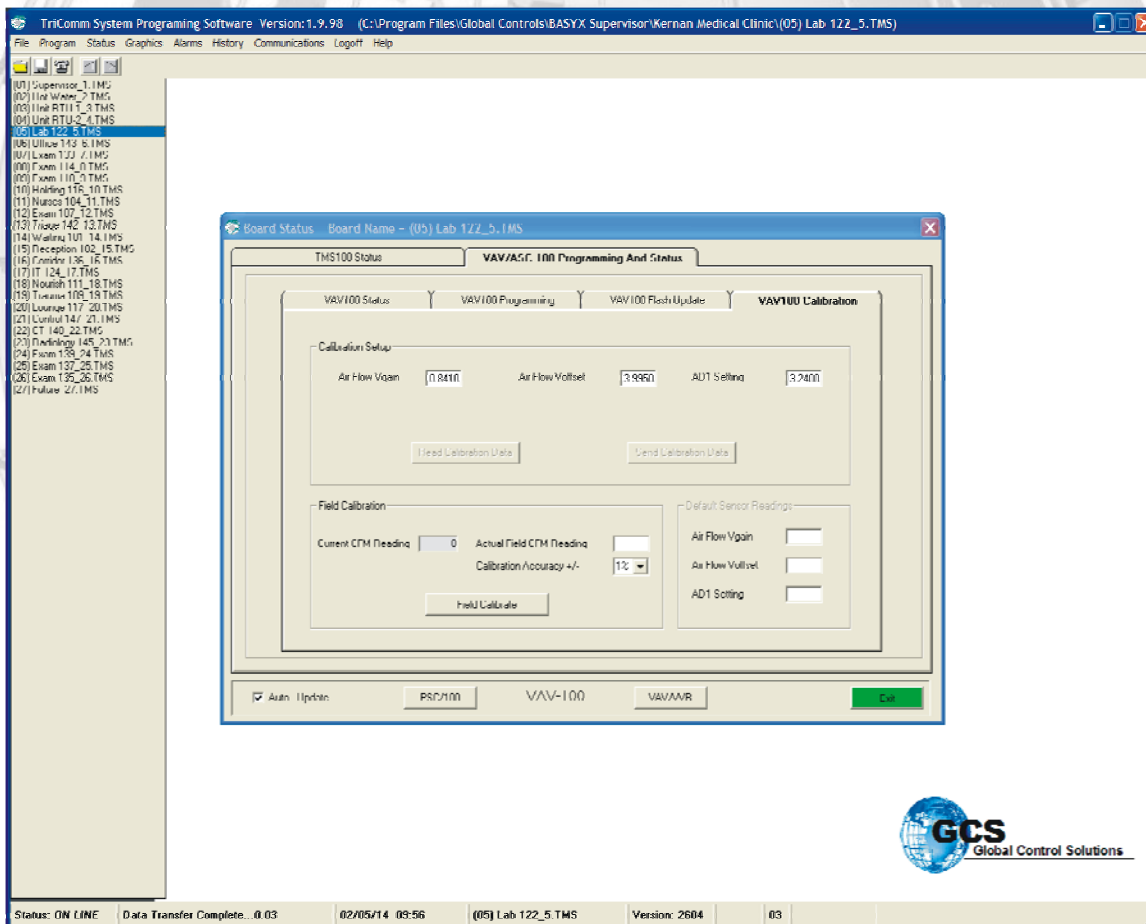 TriComm System Programing Software Version:1.9.98 (C:\Program Files\Global Controls\BASYX Supervisor\Kernan Medical Clinic\(05) Lab 122_5.TMS)
File Program Status Graphics Alarms History Communications Logoff Help
(01) Supervisor_1.TMS
(02) Hot Water_2.TMS
(03) Unit RTU-1_3.TMS
(04) Unit RTU-2_4.TMS
(05) Lab 122_5.TMS
(06) Office 143_6.TMS
(07) Exam 133_7.TMS
(08) Exam 114_8.TMS
(09) Exam 110_9.TMS
(10) Holding 116_10.TMS
(11) Nurses 104_11.TMS
(12) Exam 107_12.TMS
(13) Triage 142_13.TMS
(14) Waiting 101_14.TMS
(15) Reception 102_15.TMS
(16) Corridor 136_16.TMS
(17) IT 124_17.TMS
(18) Nourish 111_18.TMS
(19) Trauma 109_19.TMS
(20) Lounge 117_20.TMS
(21) Control 147_21.TMS
(22) CT 140_22.TMS
(23) Radiology 145_23.TMS
(24) Exam 139_24.TMS
(25) Exam 137_25.TMS
(26) Exam 135_26.TMS
(27) Future_27.TMS
Board Status Board Name - (05) Lab 122_5.TMS
TMS100 Status VAV/ASC-100 Programming And Status
VAV100 Status VAV100 Programming VAV100 Flash Update VAV100 Calibration
Calibration Setup
Air Flow Vgain 0.8410 Air Flow Voffset 3.9950 AD1 Setting 3.2400
Read Calibration Data Send Calibration Data
Field Calibration Default Sensor Readings
Current CFM Reading 0 Actual Field CFM Reading Air Flow Vgain
Calibration Accuracy +/- 1% Air Flow Voffset
Field Calibrate AD1 Setting
Auto Update PSC/100 VAV-100 VAV/WR Exit
GCS
Global Control Solutions
Status: ON LINE Data Transfer Complete...0.03 02/05/14 09:56 (05) Lab 122_5.TMS Version: 2604 03